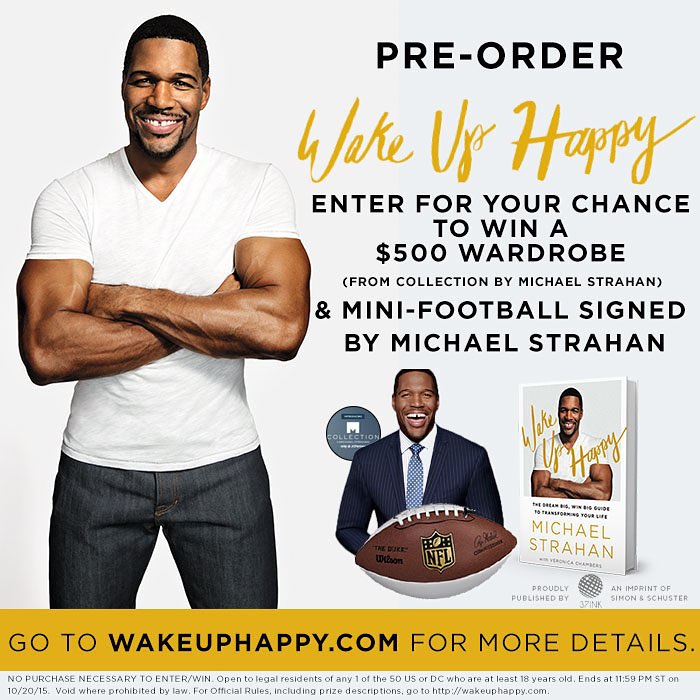 PRE-ORDER
Wake Up Happy
ENTER FOR YOUR CHANCE
TO WIN A
$500 WARDROBE
(FROM COLLECTION BY MICHAEL STRAHAN)
& MINI-FOOTBALL SIGNED
BY MICHAEL STRAHAN
INTRODUCING
COLLECTION
"THE DUKE"
Wilson
NFL
COMMISSIONER
Wake
Up Happy
THE DREAM BIG, WIN BIG GUIDE
TO TRANSFORMING YOUR LIFE
MICHAEL
STRAHAN
WITH VERONICA CHAMBERS
PROUDLY
PUBLISHED BY
37INK
AN IMPRINT OF
SIMON & SCHUSTER
GO TO WAKEUPHAPPY.COM FOR MORE DETAILS.
NO PURCHASE NECESSARY TO ENTER/WIN. Open to legal residents of any 1 of the 50 US or DC who are at least 18 years old. Ends at 11:59 PM ST on
10/20/15. Void where prohibited by law. For Official Rules, including prize descriptions, go to http://wakeuphappy.com.